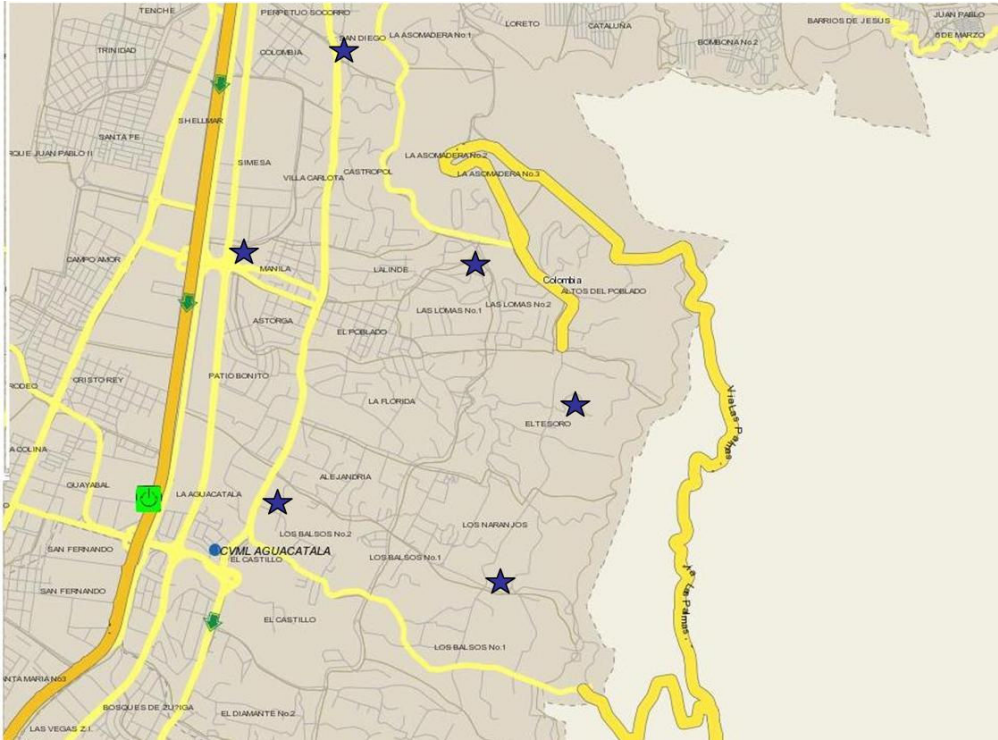 TENCHE
PERPETUO SOCORRO
LORETO
CATALUÑA
BARRIOS DE JESUS
JUAN PABLO
TRINIDAD
COLOMBIA
SAN DIEGO
LA ASOMADERA No.1
BOMBONA No.2
5 DE MARZO
SHELLMAR
SANTA FE
RQUE JUAN PABLO II
SIMESA
VILLA CARLOTA
CASTROPOL
LA ASOMADERA No.2
LA ASOMADERA No.3
CAMPO AMOR
MANILA
LALINDE
Colombia
ALTOS DEL POBLADO
LAS LOMAS No.1
LAS LOMAS No.2
ASTORGA
EL POBLADO
RODEO
CRISTO REY
PATIO BONITO
LA FLORIDA
EL TESORO
Via Las Palmas
A COLINA
GUAYABAL
LA AGUACATALA
ALEJANDRIA
O
SAN FERNANDO
LOS BALSOS No.2
LOS NARANJOS
CVML AGUACATALA
EL CASTILLO
LOS BALSOS No.1
SAN FERNANDO
EL CASTILLO
LOS BALSOS No.1
NTA MARIA No3
BOSQUES DE ZU?IGA
EL DIAMANTE No.2
LAS VEGAS Z.I.